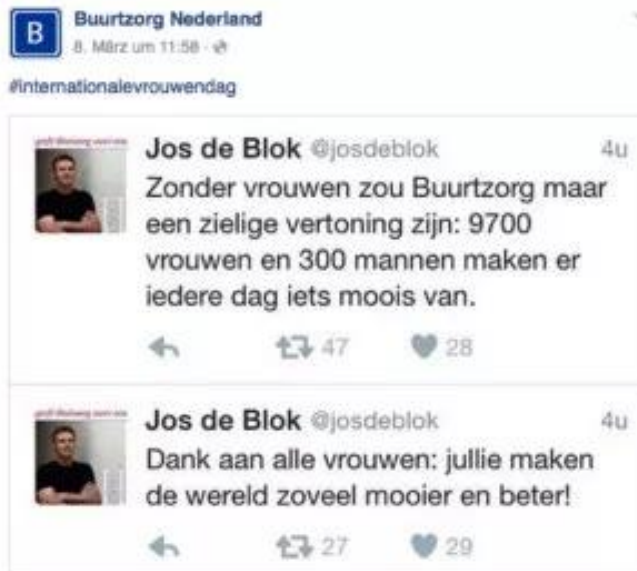 B
Buurtzorg Nederland
8. März um 11:58 ·
#internationalevrouwendag
Jos de Blok @josdeblok 4u
Zonder vrouwen zou Buurtzorg maar
een zielige vertoning zijn: 9700
vrouwen en 300 mannen maken er
iedere dag iets moois van.
47 28
Jos de Blok @josdeblok 4u
Dank aan alle vrouwen: jullie maken
de wereld zoveel mooier en beter!
27 29